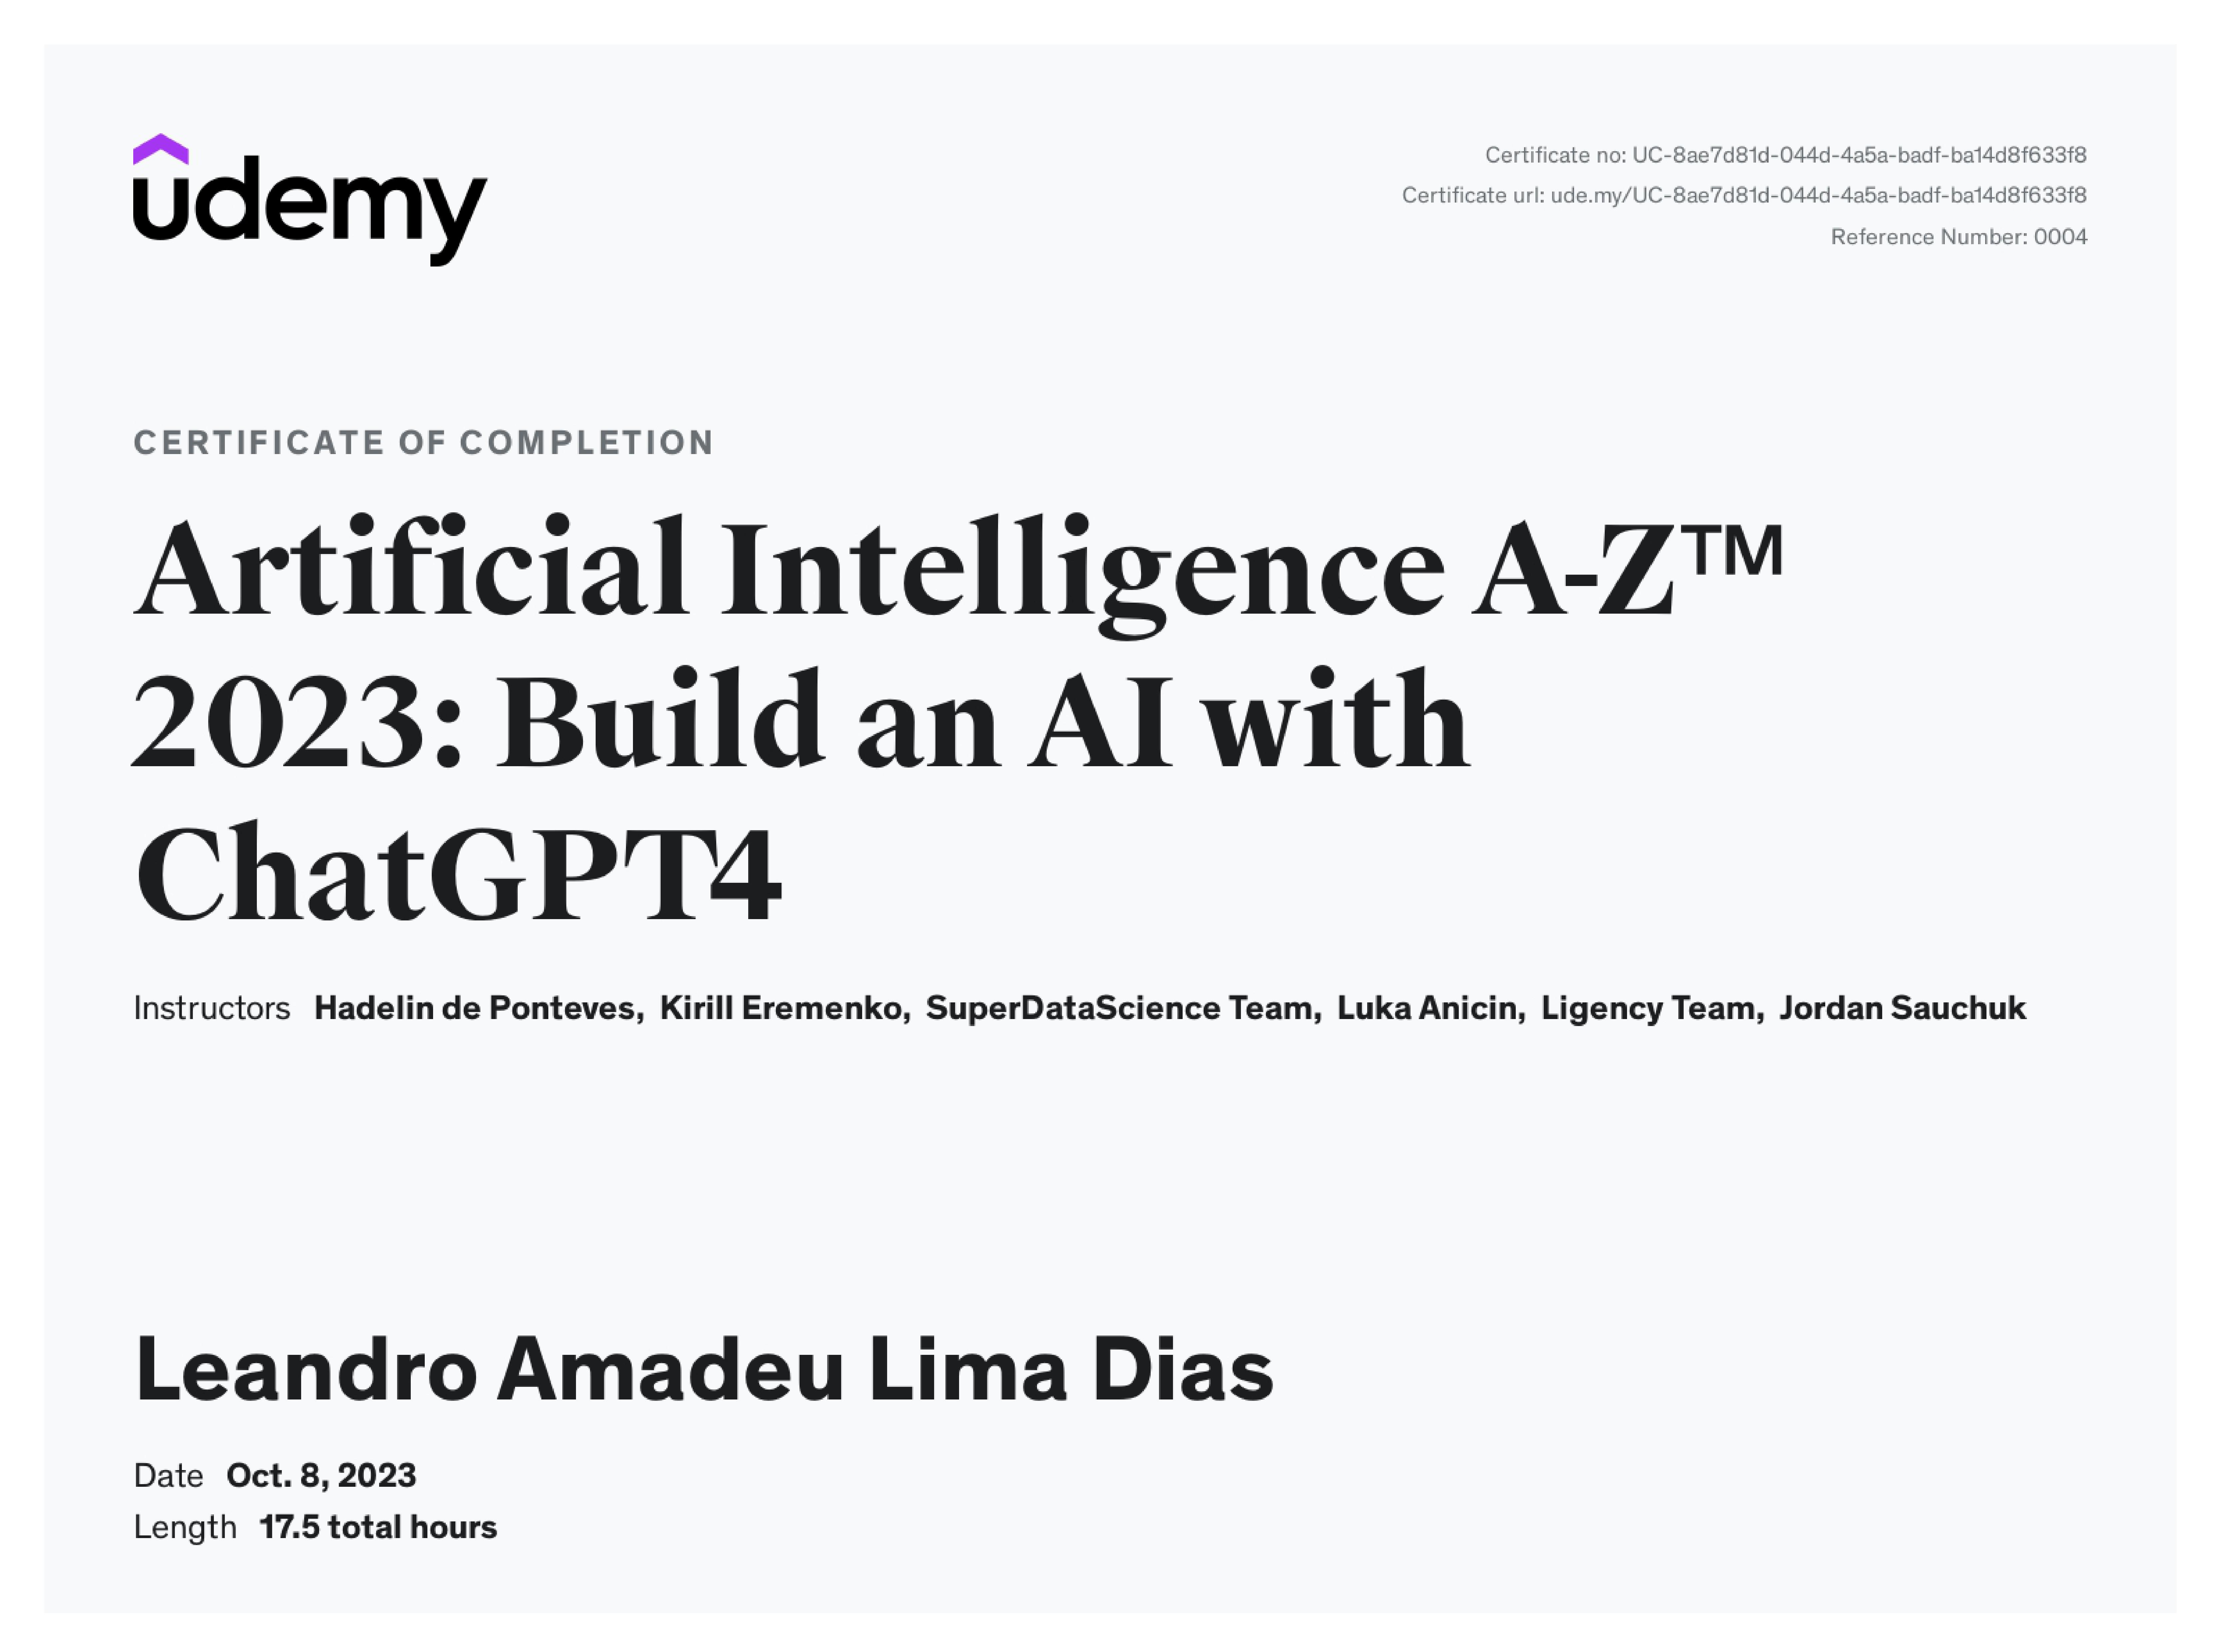 udemy
Certificate no: UC-8ae7d81d-044d-4a5a-badf-ba14d8f633f8
Certificate url: ude.my/UC-8ae7d81d-044d-4a5a-badf-ba14d8f633f8
Reference Number: 0004
CERTIFICATE OF COMPLETION
Artificial Intelligence A-Z™
2023: Build an AI with
ChatGPT4
Instructors Hadelin de Ponteves, Kirill Eremenko, SuperDataScience Team, Luka Anicin, Ligency Team, Jordan Sauchuk
Leandro Amadeu Lima Dias
Date Oct. 8, 2023
Length 17.5 total hours